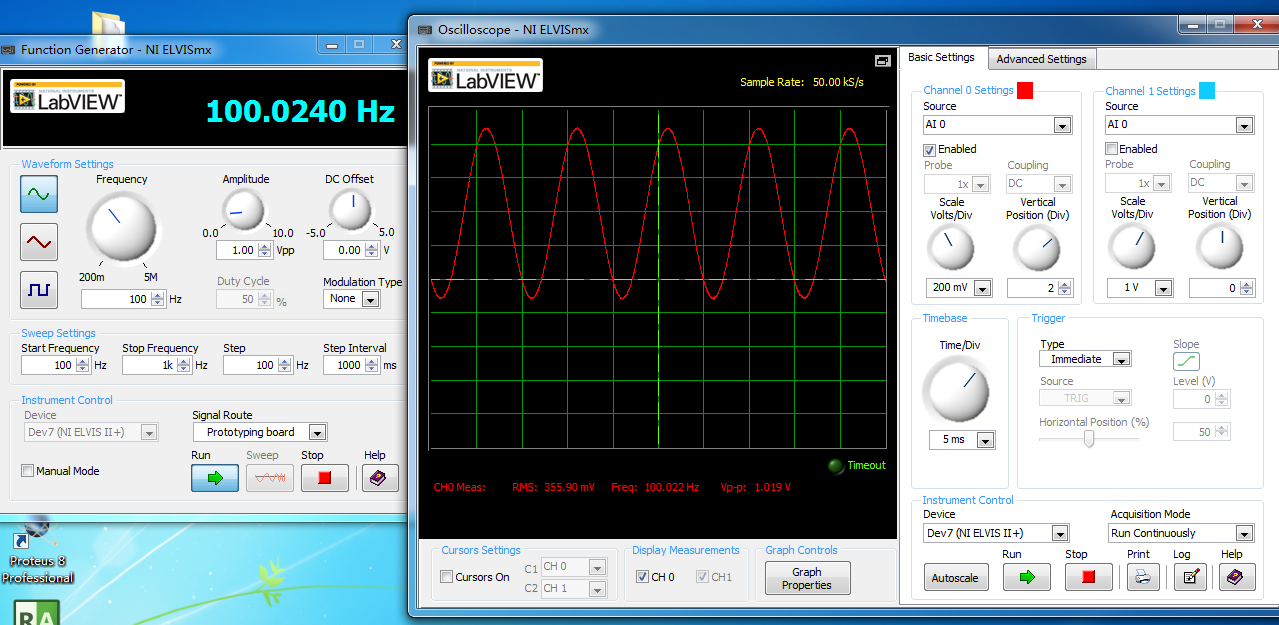 Function Generator - NI ELVISmx
POWERED BY
NATIONAL INSTRUMENTS
LabVIEW
100.0240 Hz
Waveform Settings
Frequency
200m 5M
100 Hz
Amplitude
0.0 10.0
1.00 Vpp
DC Offset
-5.0 5.0
0.00 V
Duty Cycle
50 %
Modulation Type
None
Sweep Settings
Start Frequency Stop Frequency Step Step Interval
100 Hz 1k Hz 100 Hz 1000 ms
Instrument Control
Device
Dev7 (NI ELVIS II+)
Signal Route
Prototyping board
Manual Mode
Run Sweep Stop Help
Proteus 8
Professional
RA
Oscilloscope - NI ELVISmx
POWERED BY
NATIONAL INSTRUMENTS
LabVIEW
Sample Rate: 50.00 kS/s
Timeout
CH0 Meas: RMS: 355.90 mV Freq: 100.022 Hz Vp-p: 1.019 V
Cursors Settings
Cursors On
C1 CH 0
C2 CH 1
Display Measurements
CH 0 CH1
Graph Controls
Graph
Properties
Basic Settings Advanced Settings
Channel 0 Settings
Source
AI 0
Enabled
Probe Coupling
1x DC
Scale Vertical
Volts/Div Position (Div)
200 mV 2
Channel 1 Settings
Source
AI 0
Enabled
Probe Coupling
1x DC
Scale Vertical
Volts/Div Position (Div)
1 V 0
Timebase
Time/Div
5 ms
Trigger
Type Slope
Immediate
Source Level (V)
TRIG 0
Horizontal Position (%)
50
Instrument Control
Device Acquisition Mode
Dev7 (NI ELVIS II+) Run Continuously
Run Stop Print Log Help
Autoscale